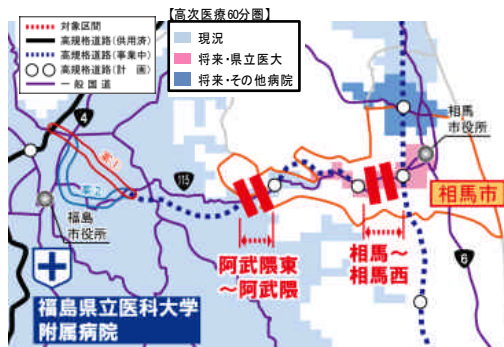 【高次医療60分圏】
対象区間
高規格道路(供用済)
高規格道路(事業中)
高規格道路(計 画)
一般国道
現況
将来・県立医大
将来・その他病院
4
案1
案2
115
福島
市役所
相馬
市役所
相馬市
阿武隈東
～阿武隈
相馬～
相馬西
6
福島県立医科大学
附属病院